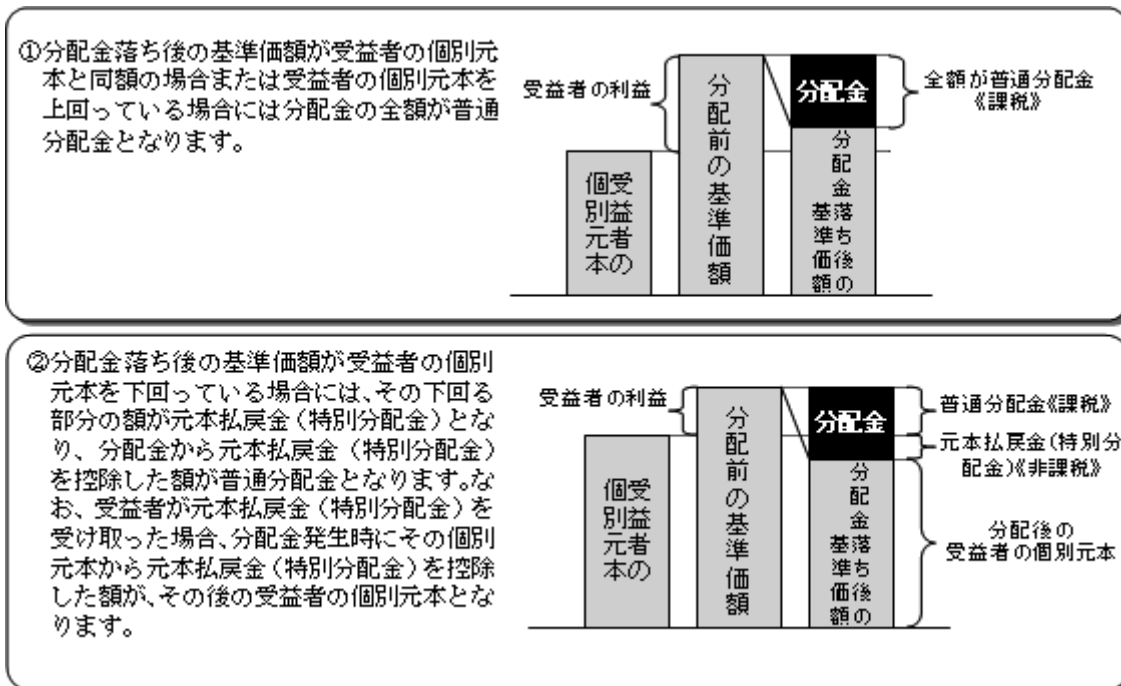 ①分配金落ち後の基準価額が受益者の個別元
本と同額の場合または受益者の個別元本を
上回っている場合には分配金の全額が普通
分配金となります。
受益者の利益
個別元本
受益者の
分配前の基準価額
分配金
基準価額
分配金落ち後の
全額が普通分配金
《課税》
②分配金落ち後の基準価額が受益者の個別
元本を下回っている場合には、その下回る
部分の額が元本払戻金（特別分配金）とな
り、分配金から元本払戻金（特別分配金）
を控除した額が普通分配金となります。な
お、受益者が元本払戻金（特別分配金）を
受け取った場合、分配金発生時にその個別
元本から元本払戻金（特別分配金）を控除
した額が、その後の受益者の個別元本とな
ります。
受益者の利益
受益者の
個別元本
分配前の基準価額
分配金
分配金落ち後の
基準価額
普通分配金《課税》
元本払戻金（特別分
配金）《非課税》
分配後の
受益者の個別元本